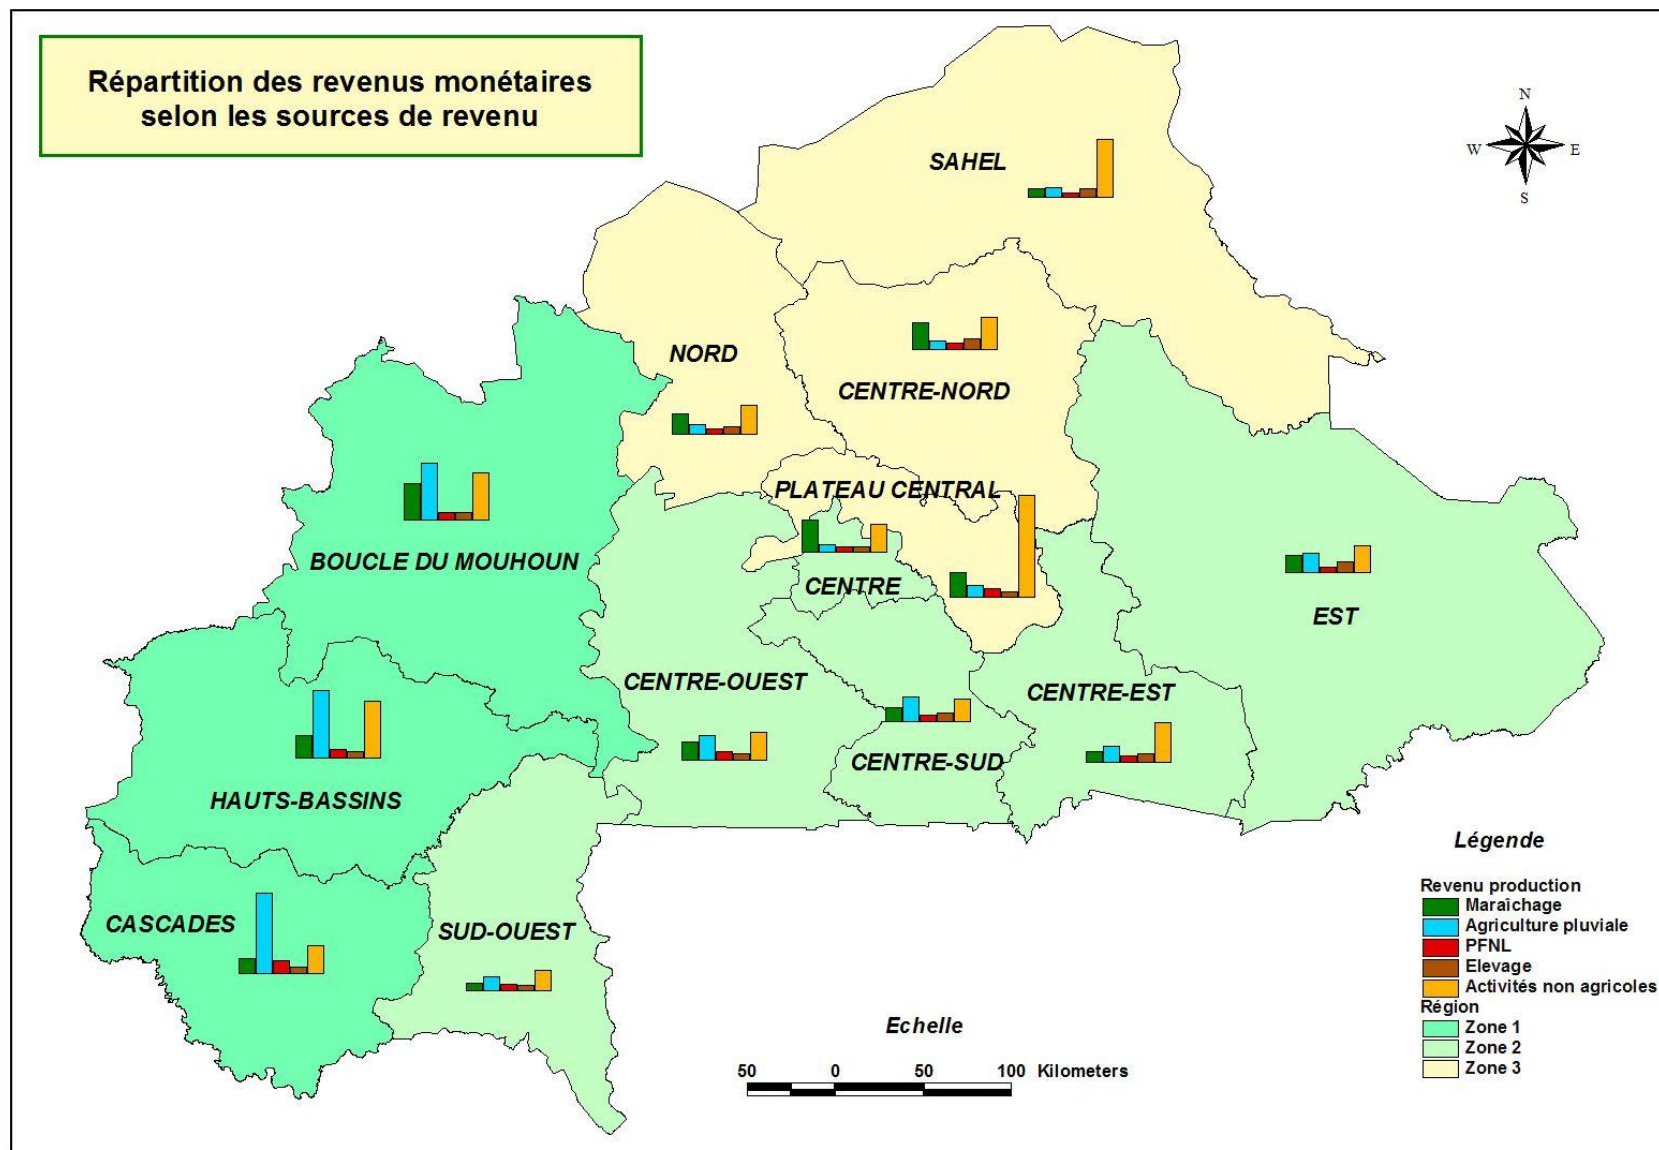 Répartition des revenus monétaires
selon les sources de revenu
N
W
E
S
SAHEL
NORD
CENTRE-NORD
PLATEAU CENTRAL
BOUCLE DU MOUHOUN
CENTRE
EST
CENTRE-OUEST
CENTRE-EST
CENTRE-SUD
HAUTS-BASSINS
CASCADES
SUD-OUEST
Légende
Revenu production
Maraîchage
Agriculture pluviale
PFNL
Elevage
Activités non agricoles
Région
Zone 1
Zone 2
Zone 3
Echelle
50 0 50 100 Kilometers